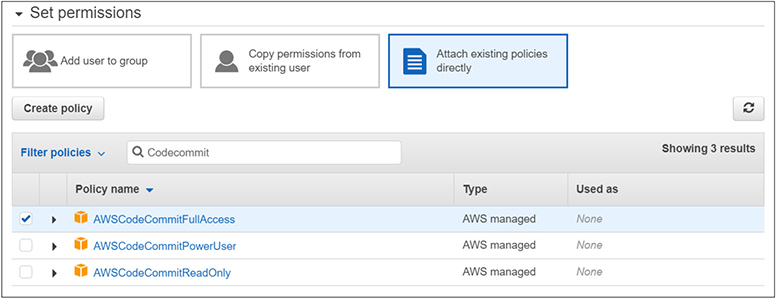 Set permissions
Add user to group
Copy permissions from
existing user
Attach existing policies
directly
Create policy
Filter policies
Codecommit
Showing 3 results
Policy name Type Used as
AWSCodeCommitFullAccess AWS managed None
AWSCodeCommitPowerUser AWS managed None
AWSCodeCommitReadOnly AWS managed None